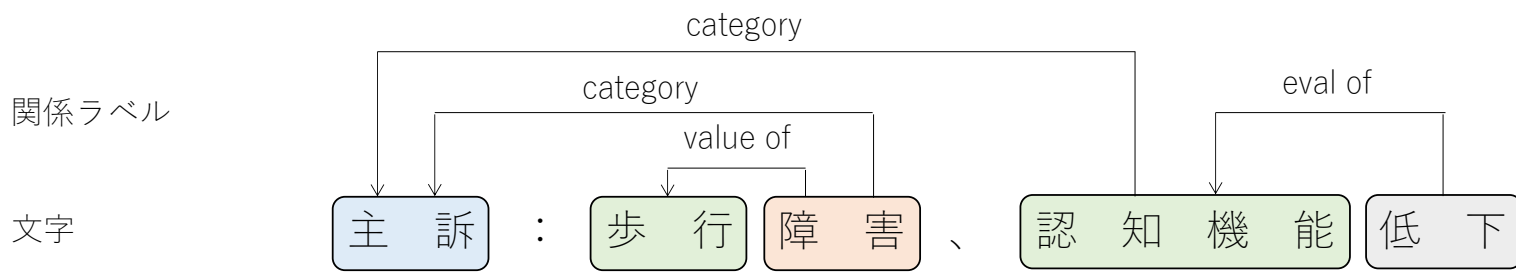 category
category
eval of
関係ラベル
value of
文字
主訴：歩行障害、認知機能低下